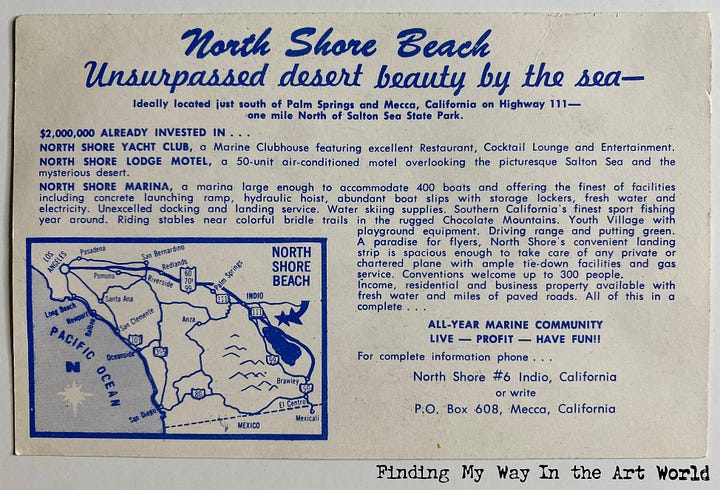 North Shore Beach
Unsurpassed desert beauty by the sea—
Ideally located just south of Palm Springs and Mecca, California on Highway 111—
one mile North of Salton Sea State Park.
$2,000,000 ALREADY INVESTED IN . . .
NORTH SHORE YACHT CLUB, a Marine Clubhouse featuring excellent Restaurant, Cocktail Lounge and Entertainment.
NORTH SHORE LODGE MOTEL, a 50-unit air-conditioned motel overlooking the picturesque Salton Sea and the
mysterious desert.
NORTH SHORE MARINA, a marina large enough to accommodate 400 boats and offering the finest of facilities
including concrete launching ramp, hydraulic hoist, abundant boat slips with storage lockers, fresh water and
electricity. Unexcelled docking and landing service. Water skiing supplies. Southern California's finest sport fishing
year around. Riding stables near colorful bridle trails in the rugged Chocolate Mountains. Youth Village with
playground equipment. Driving range and putting green.
A paradise for flyers, North Shore's convenient landing
strip is spacious enough to take care of any private or
chartered plane with ample tie-down facilities and gas
service. Conventions welcome up to 300 people.
Income, residential and business property available with
fresh water and miles of paved roads. All of this in a
complete . . . .
ALL-YEAR MARINE COMMUNITY
LIVE — PROFIT — HAVE FUN!!
For complete information phone . . .
North Shore #6 Indio, California
or write
P.O. Box 608, Mecca, California
NORTH
SHORE
BEACH
LOS
ANGELES
Pasadena
San Bernardino
Redlands
Pomona
Riverside
60
70
99
Palm Springs
111
INDIO
111
Long Beach
Santa Ana
Newport
Balboa
San Clemente
Anza
PACIFIC OCEAN
Oceanside
N
Brawley
El Centro
80
San Diego
Mexicali
MEXICO
Finding My Way In the Art World